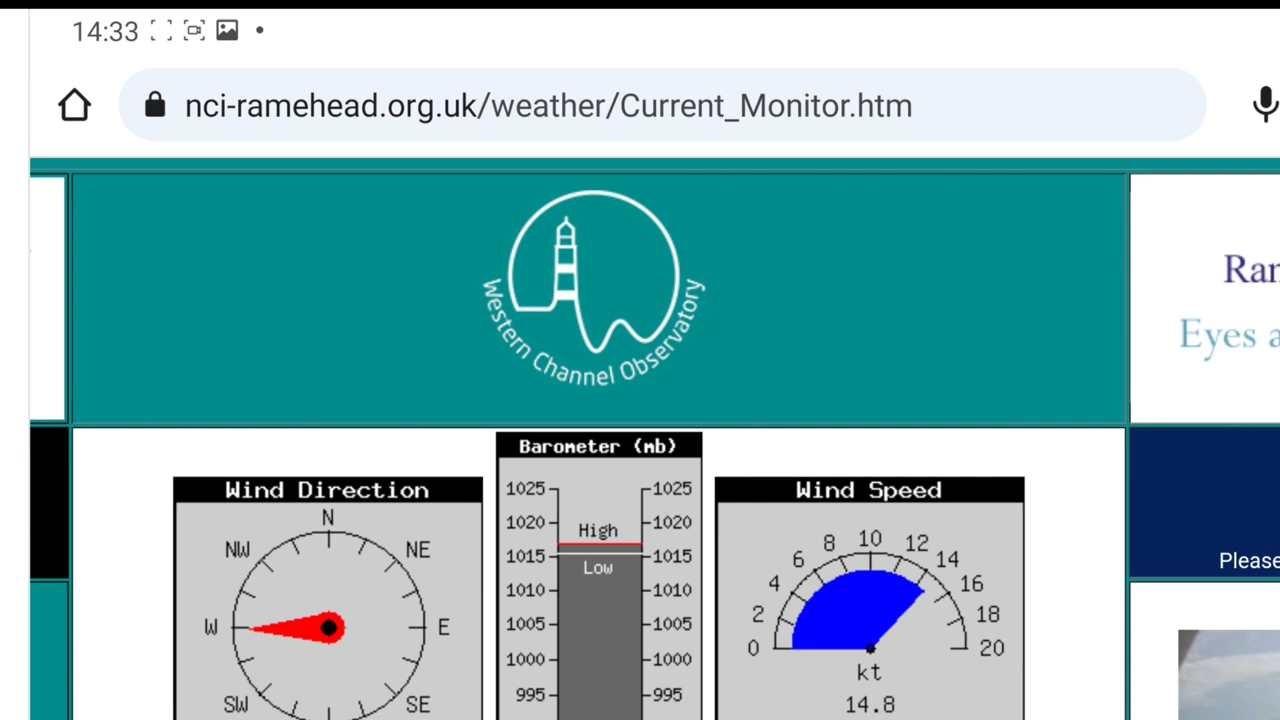 14:33
nci-ramehead.org.uk/weather/Current_Monitor.htm
Western Channel Observatory
Ran
Eyes a
Please
Wind Direction
N
NW
NE
W
E
SW
SE
Barometer (mb)
1025 1025
1020 1020
High
1015 1015
Low
1010 1010
1005 1005
1000 1000
995 995
Wind Speed
0 2 4 6 8 10 12 14 16 18 20
kt
14.8